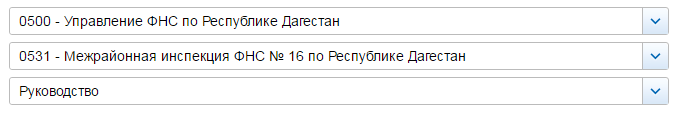 0500 - Управление ФНС по Республике Дагестан
0531 - Межрайонная инспекция ФНС № 16 по Республике Дагестан
Руководство